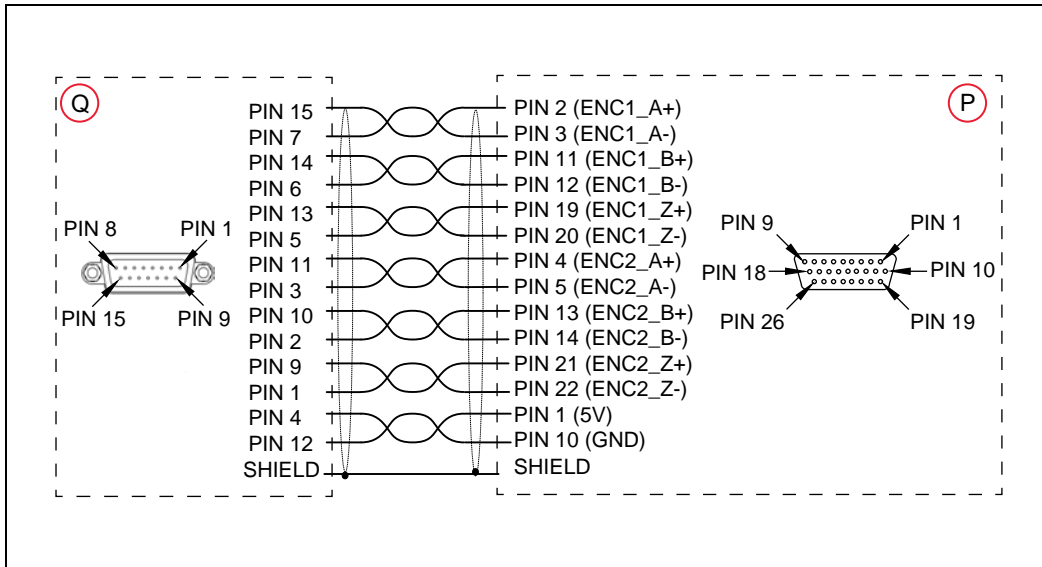 Q
P
PIN 15
PIN 2 (ENC1_A+)
PIN 7
PIN 3 (ENC1_A-)
PIN 14
PIN 11 (ENC1_B+)
PIN 6
PIN 12 (ENC1_B-)
PIN 13
PIN 19 (ENC1_Z+)
PIN 5
PIN 20 (ENC1_Z-)
PIN 11
PIN 4 (ENC2_A+)
PIN 3
PIN 5 (ENC2_A-)
PIN 10
PIN 13 (ENC2_B+)
PIN 2
PIN 14 (ENC2_B-)
PIN 9
PIN 21 (ENC2_Z+)
PIN 1
PIN 22 (ENC2_Z-)
PIN 4
PIN 1 (5V)
PIN 12
PIN 10 (GND)
SHIELD
SHIELD
PIN 8
PIN 1
PIN 15
PIN 9
PIN 9
PIN 1
PIN 18
PIN 10
PIN 26
PIN 19